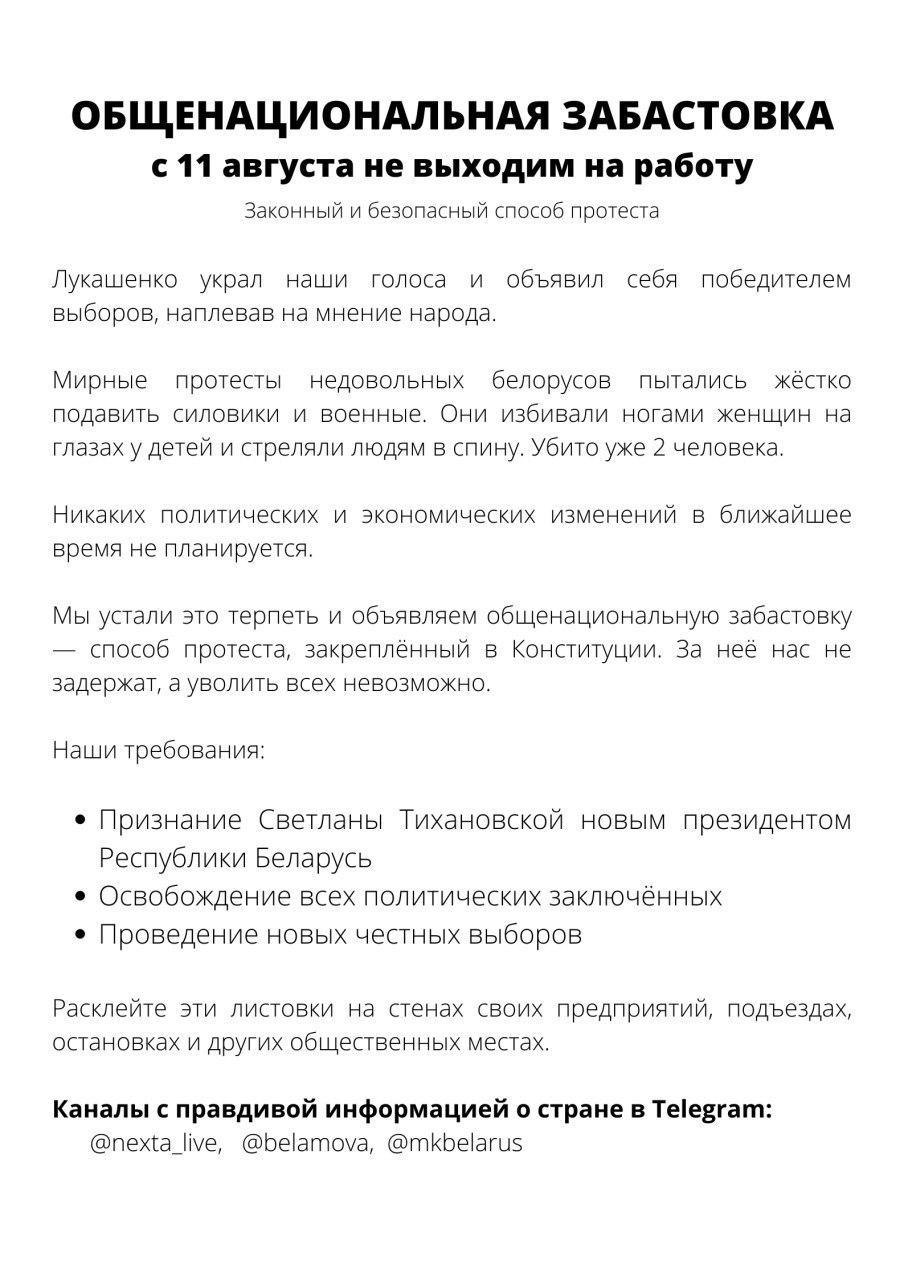 ОБЩЕНАЦИОНАЛЬНАЯ ЗАБАСТОВКА
с 11 августа не выходим на работу
Законный и безопасный способ протеста
Лукашенко украл наши голоса и объявил себя победителем
выборов, наплевав на мнение народа.
Мирные протесты недовольных белорусов пытались жёстко
подавить силовики и военные. Они избивали ногами женщин на
глазах у детей и стреляли людям в спину. Убито уже 2 человека.
Никаких политических и экономических изменений в ближайшее
время не планируется.
Мы устали это терпеть и объявляем общенациональную забастовку
— способ протеста, закреплённый в Конституции. За неё нас не
задержат, а уволить всех невозможно.
Наши требования:
• Признание Светланы Тихановской новым президентом
Республики Беларусь
• Освобождение всех политических заключённых
• Проведение новых честных выборов
Расклейте эти листовки на стенах своих предприятий, подъездах,
остановках и других общественных местах.
Каналы с правдивой информацией о стране в Telegram:
@nexta_live, @belamova, @mkbelarus